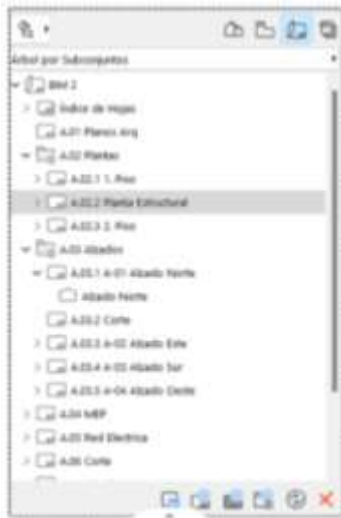 Árbol por Subconjuntos
BIM 2
Índice de Hojas
A.01 Planos Arq
A.02 Plantas
A.02.1 1. Piso
A.02.2 Planta Estructural
A.02.3 2. Piso
A.03 Alzados
A.03.1 A-01 Alzado Norte
Alzado Norte
A.03.2 Corte
A.03.3 A-02 Alzado Este
A.03.4 A-03 Alzado Sur
A.03.5 A-04 Alzado Oeste
A.04 MEP
A.05 Red Electrica
A.06 Corte